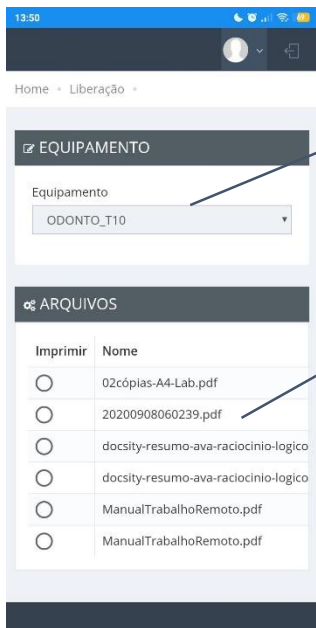 13:50
Home • Liberação •
EQUIPAMENTO
Equipamento
ODONTO_T10
ARQUIVOS
Imprimir Nome
02cópias-A4-Lab.pdf
20200908060239.pdf
docsity-resumo-ava-raciocinio-logico
docsity-resumo-ava-raciocinio-logico
ManualTrabalhoRemoto.pdf
ManualTrabalhoRemoto.pdf